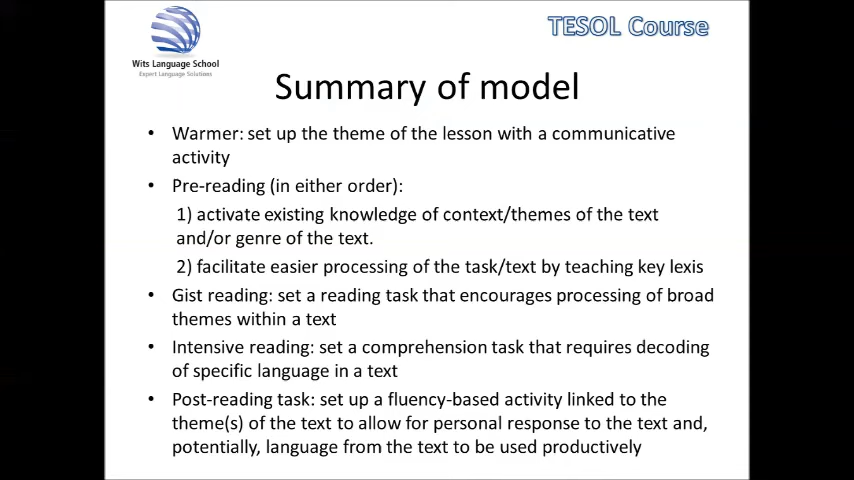 TESOL Course
Wits Language School
Expert Language Solutions
Summary of model
• Warmer: set up the theme of the lesson with a communicative
activity
• Pre-reading (in either order):
1) activate existing knowledge of context/themes of the text
and/or genre of the text.
2) facilitate easier processing of the task/text by teaching key lexis
• Gist reading: set a reading task that encourages processing of broad
themes within a text
• Intensive reading: set a comprehension task that requires decoding
of specific language in a text
• Post-reading task: set up a fluency-based activity linked to the
theme(s) of the text to allow for personal response to the text and,
potentially, language from the text to be used productively